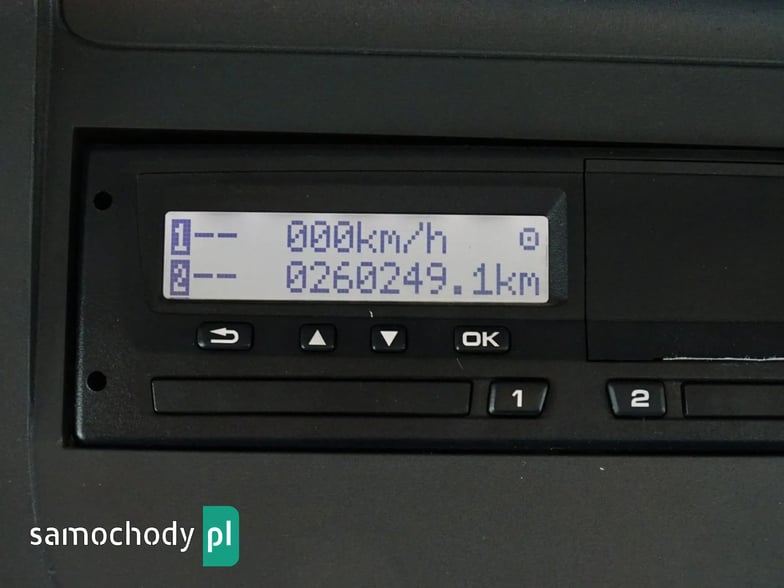 1-- 000km/h
2-- 0260249.1km
OK
1 2
samochody pl